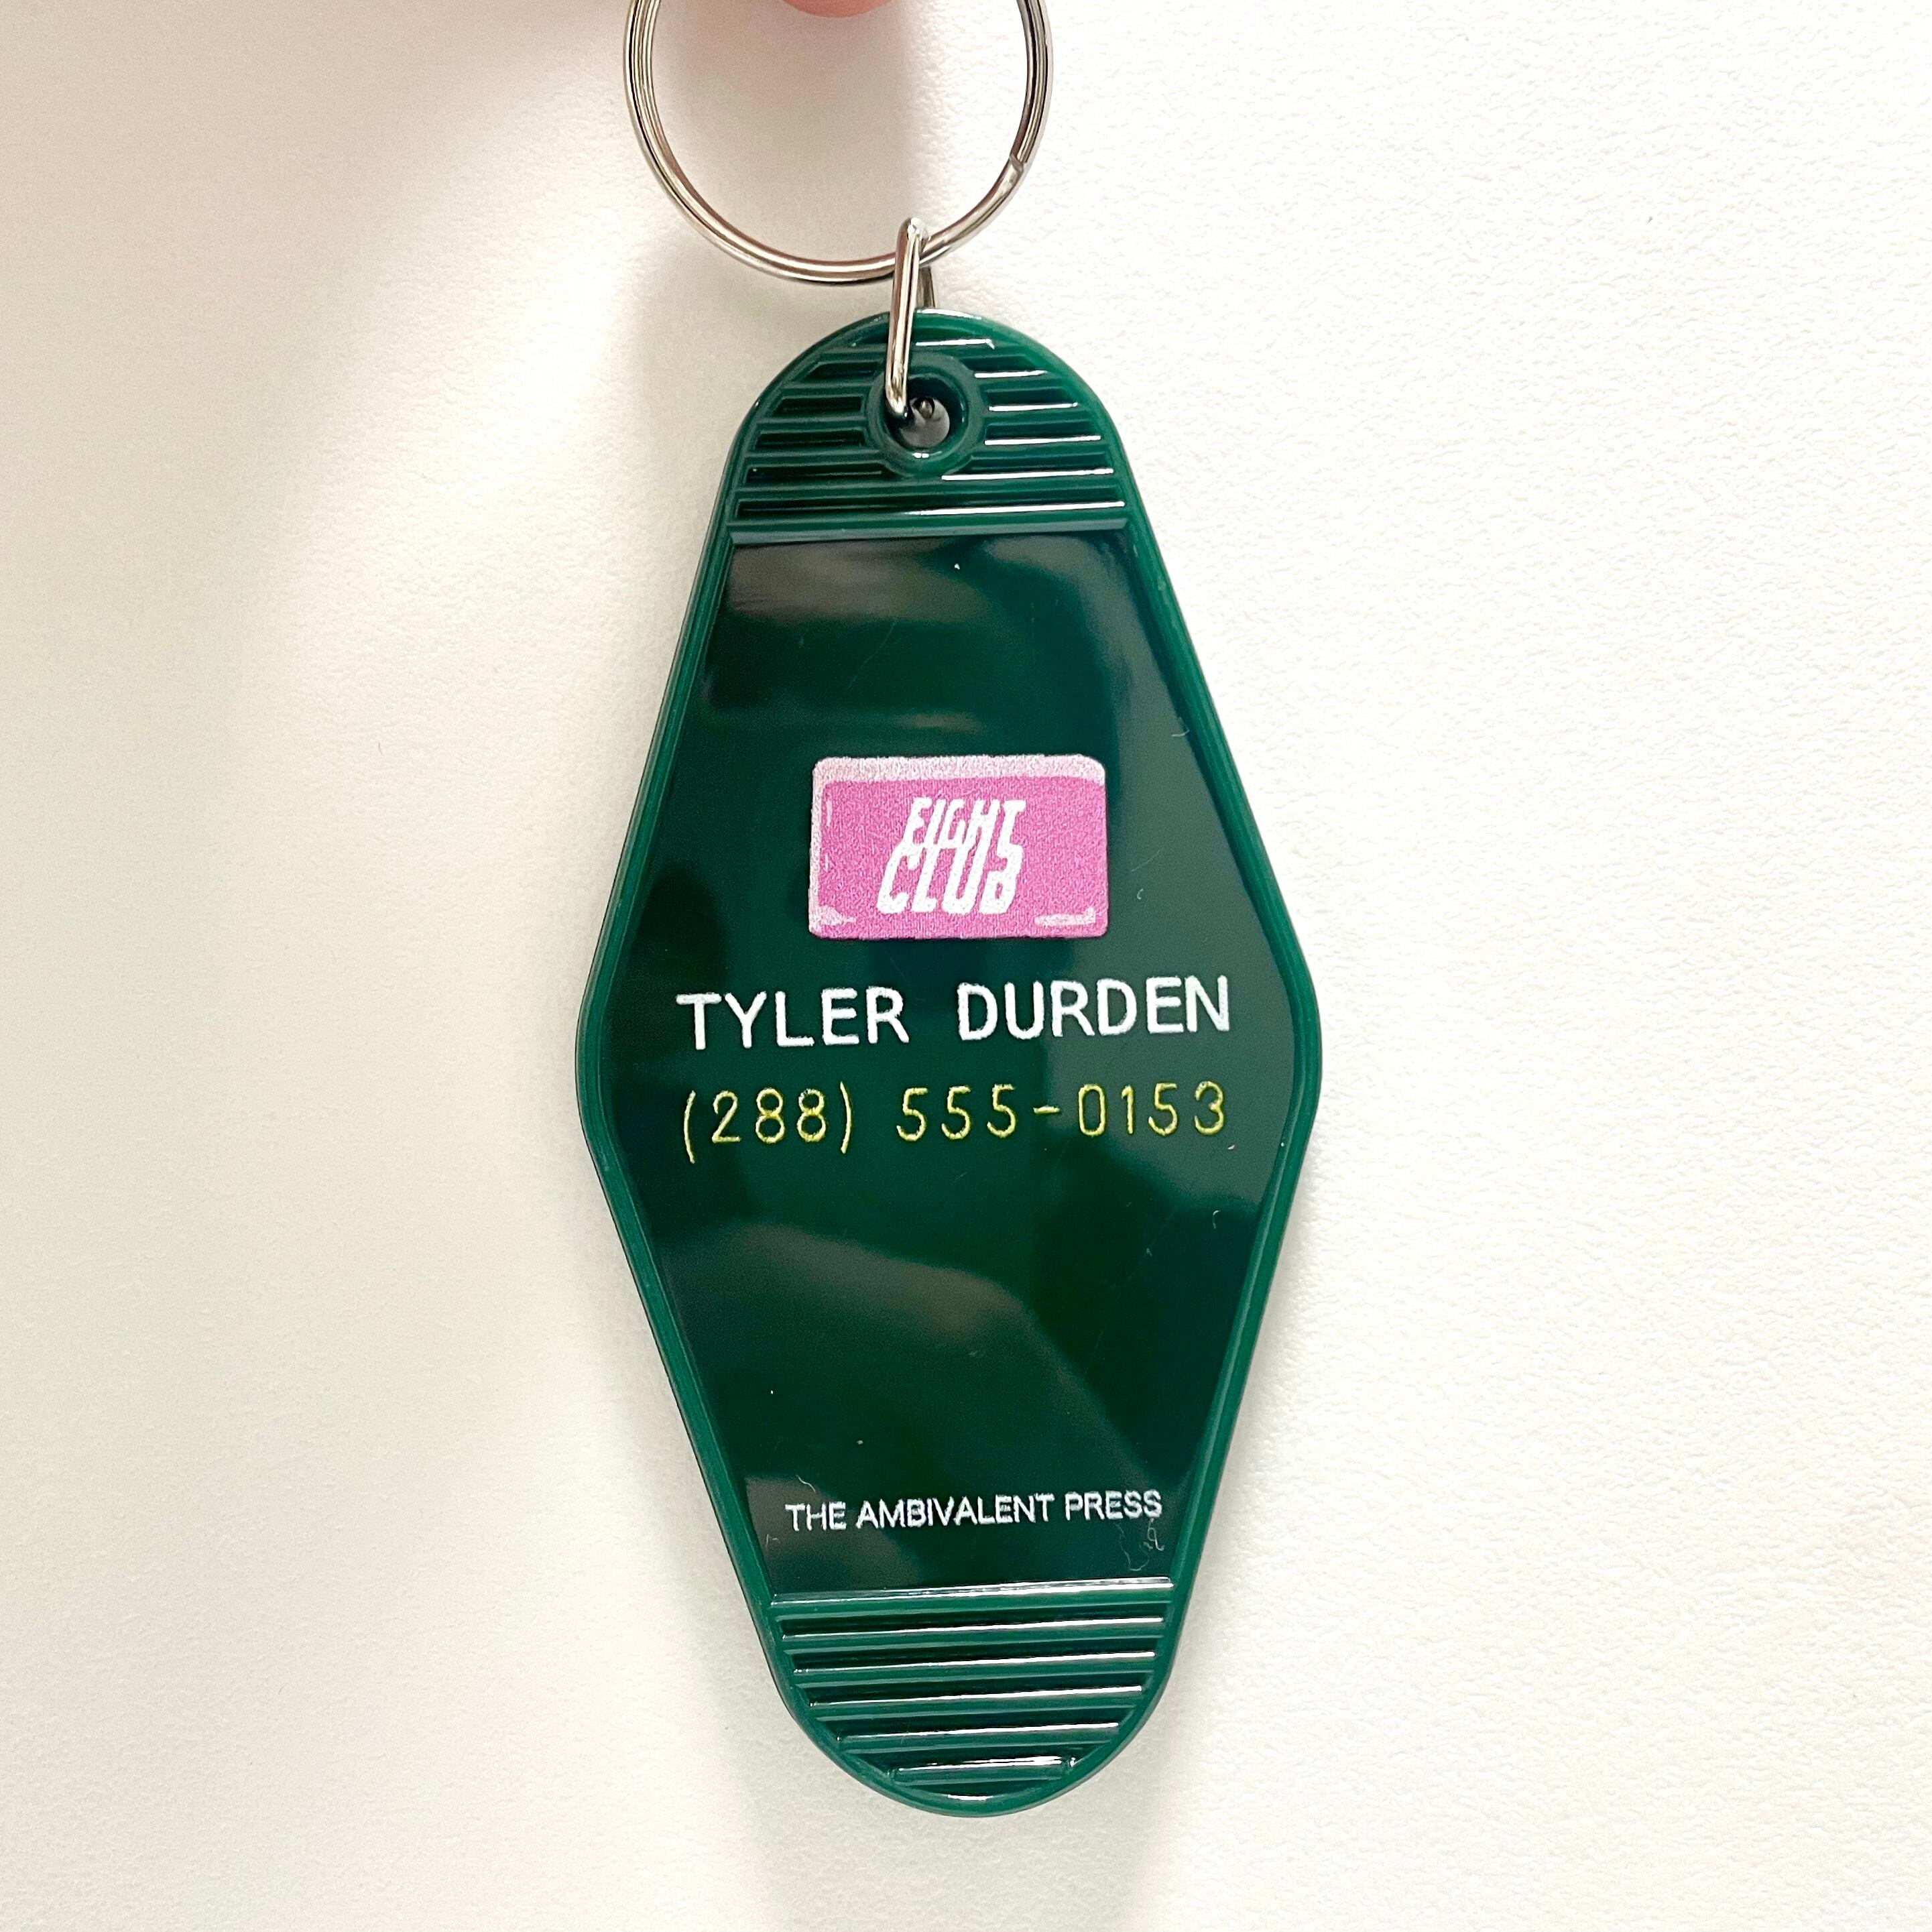 FIGHT
CLUB
TYLER DURDEN
(288) 555-0153
THE AMBIVALENT PRESS